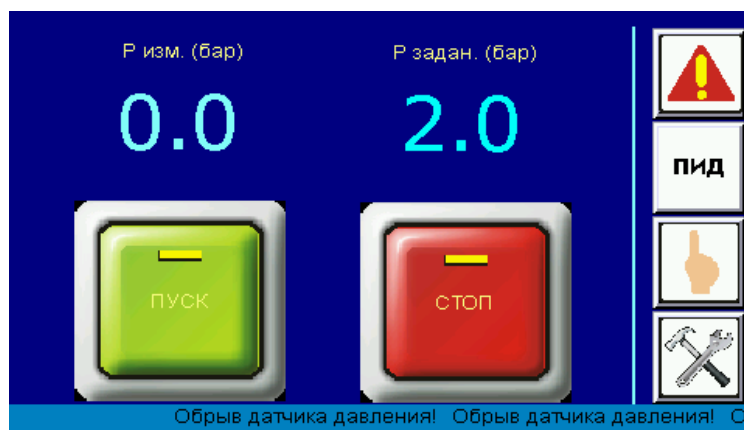 Р изм. (бар)
Р задан. (бар)
0.0
2.0
ПИД
ПУСК
СТОП
Обрыв датчика давления! Обрыв датчика давления! О